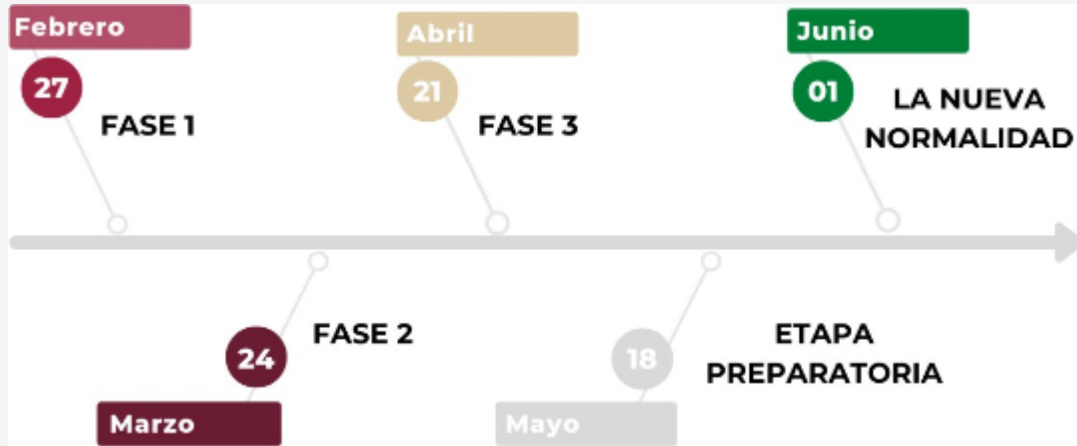 Febrero
27
FASE 1
Abril
21
FASE 3
Junio
01
LA NUEVA
NORMALIDAD
FASE 2
24
Marzo
ETAPA
PREPARATORIA
18
Mayo